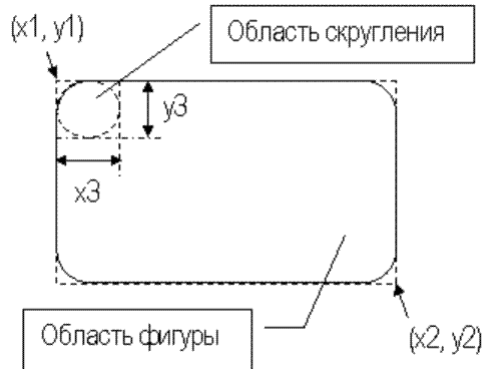 (x1, y1)
Область скругления
y3
x3
Область фигуры
(x2, y2)